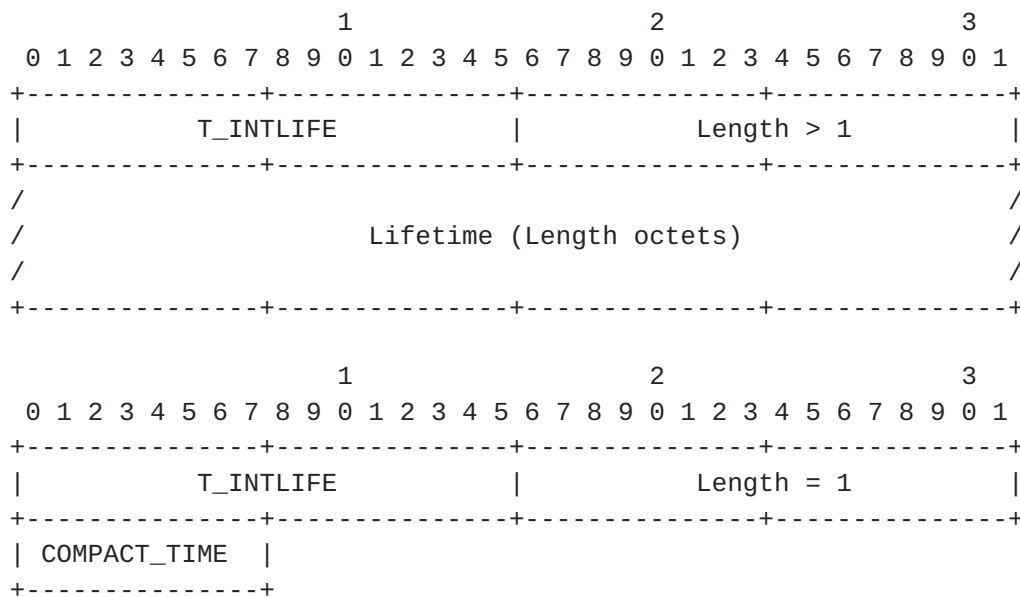 1                   2                   3
 0 1 2 3 4 5 6 7 8 9 0 1 2 3 4 5 6 7 8 9 0 1 2 3 4 5 6 7 8 9 0 1
+---------------+---------------+---------------+---------------+
|           T_INTLIFE           |           Length > 1          |
+---------------+---------------+---------------+---------------+
/                                                               /
/                      Lifetime (Length octets)                 /
/                                                               /
+---------------+---------------+---------------+---------------+
                     1                   2                   3
 0 1 2 3 4 5 6 7 8 9 0 1 2 3 4 5 6 7 8 9 0 1 2 3 4 5 6 7 8 9 0 1
+---------------+---------------+---------------+---------------+
|           T_INTLIFE           |           Length = 1          |
+---------------+---------------+---------------+---------------+
| COMPACT_TIME  |
+---------------+